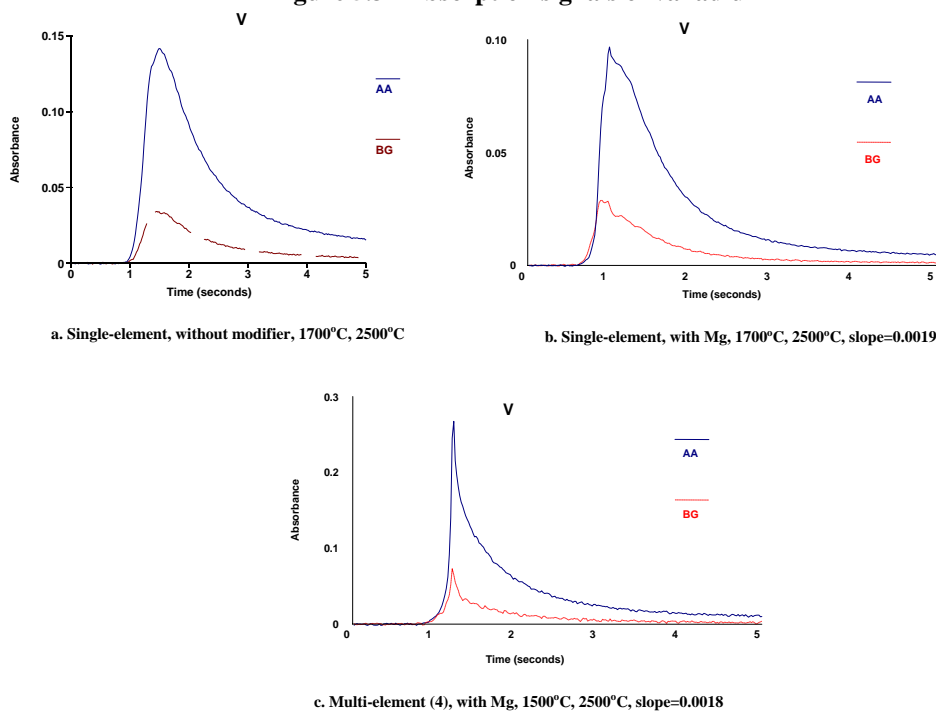 V
0.15
0.10
0.05
0
Absorbance
AA
BG
0 1 2 3 4 5
Time (seconds)
a. Single-element, without modifier, 1700°C, 2500°C
V
0.10
0.05
0
Absorbance
AA
BG
0 1 2 3 4 5
Time (seconds)
b. Single-element, with Mg, 1700°C, 2500°C, slope=0.0019
V
0.3
0.2
0.1
0
Absorbance
AA
BG
0 1 2 3 4 5
Time (seconds)
c. Multi-element (4), with Mg, 1500°C, 2500°C, slope=0.0018